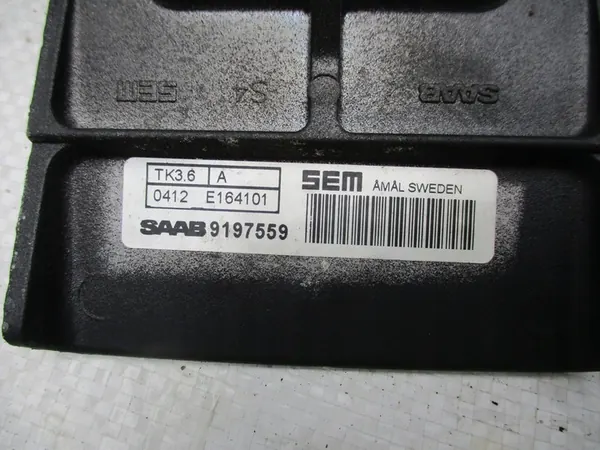 SEM S4 SAAB
TK3.6 A
0412 E164101
SEM ÅMÅL SWEDEN
SAAB 9197559